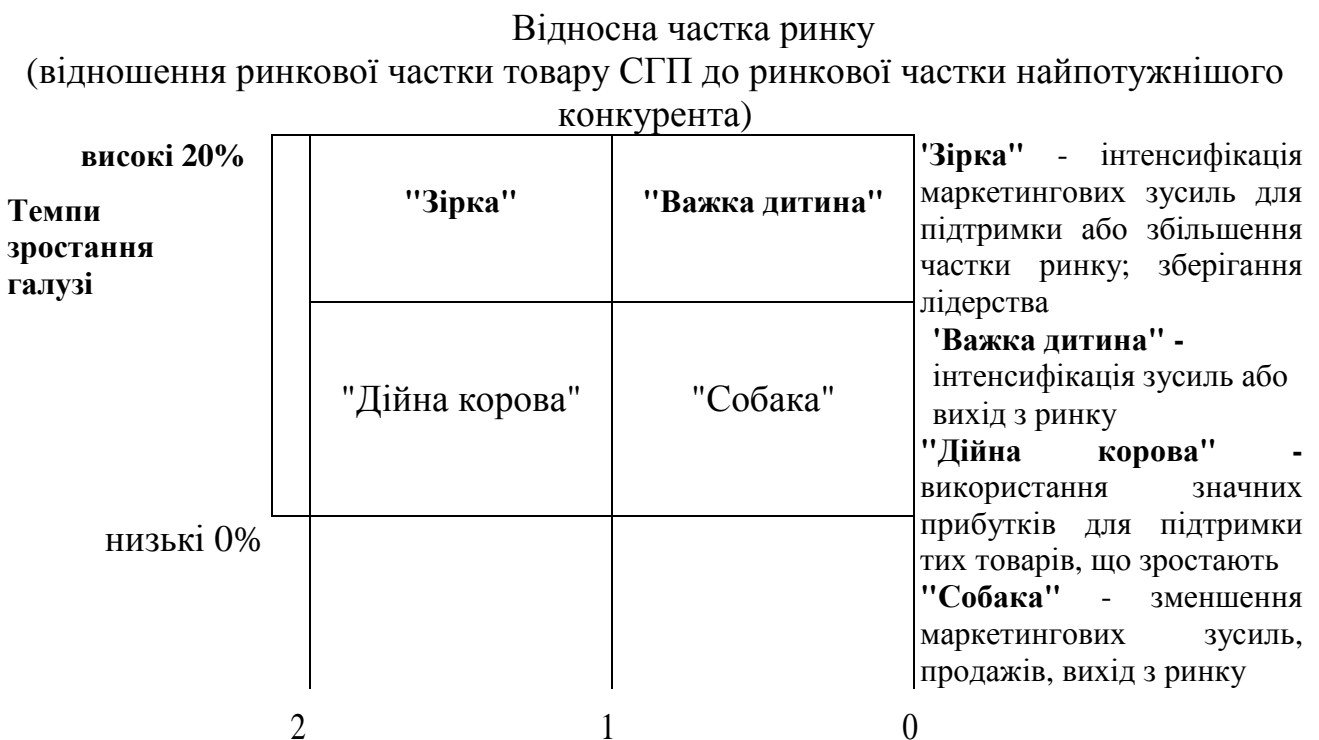 Відносна частка ринку
(відношення ринкової частки товару СГП до ринкової частки найпотужнішого
конкурента)
високі 20%
Темпи
зростання
галузі
"Зірка"
"Важка дитина"
"Дійна корова"
"Собака"
низькі 0%
2
1
0
'Зірка" - інтенсифікація
маркетингових зусиль для
підтримки або збільшення
частки ринку; зберігання
лідерства
'Важка дитина" -
інтенсифікація зусиль або
вихід з ринку
"Дійна корова" -
використання значних
прибутків для підтримки
тих товарів, що зростають
"Собака" - зменшення
маркетингових зусиль,
продажів, вихід з ринку